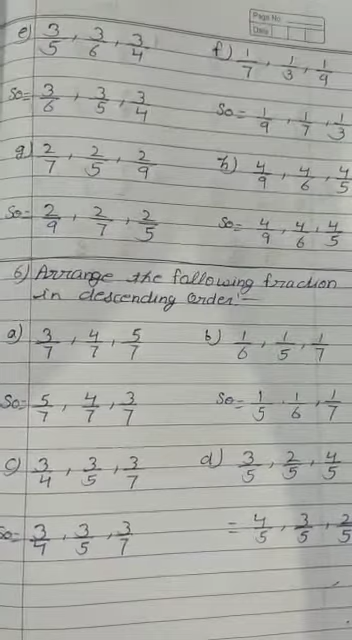 Page No.
Date
e) 3/5, 3/6, 3/4 f) 1/7, 1/3, 1/9
So= 3/6, 3/5, 3/4 So= 1/9, 1/7, 1/3
g) 2/7, 2/5, 2/9 h) 4/9, 4/6, 4/5
So= 2/9, 2/7, 2/5 So= 4/9, 4/6, 4/5
6) Arrange the following fraction
in descending order:-
a) 3/7, 4/7, 5/7 b) 1/6, 1/5, 1/7
So= 5/7, 4/7, 3/7 So= 1/5, 1/6, 1/7
c) 3/4, 3/5, 3/7 d) 3/5, 2/5, 4/5
So= 3/4, 3/5, 3/7 = 4/5, 3/5, 2/5